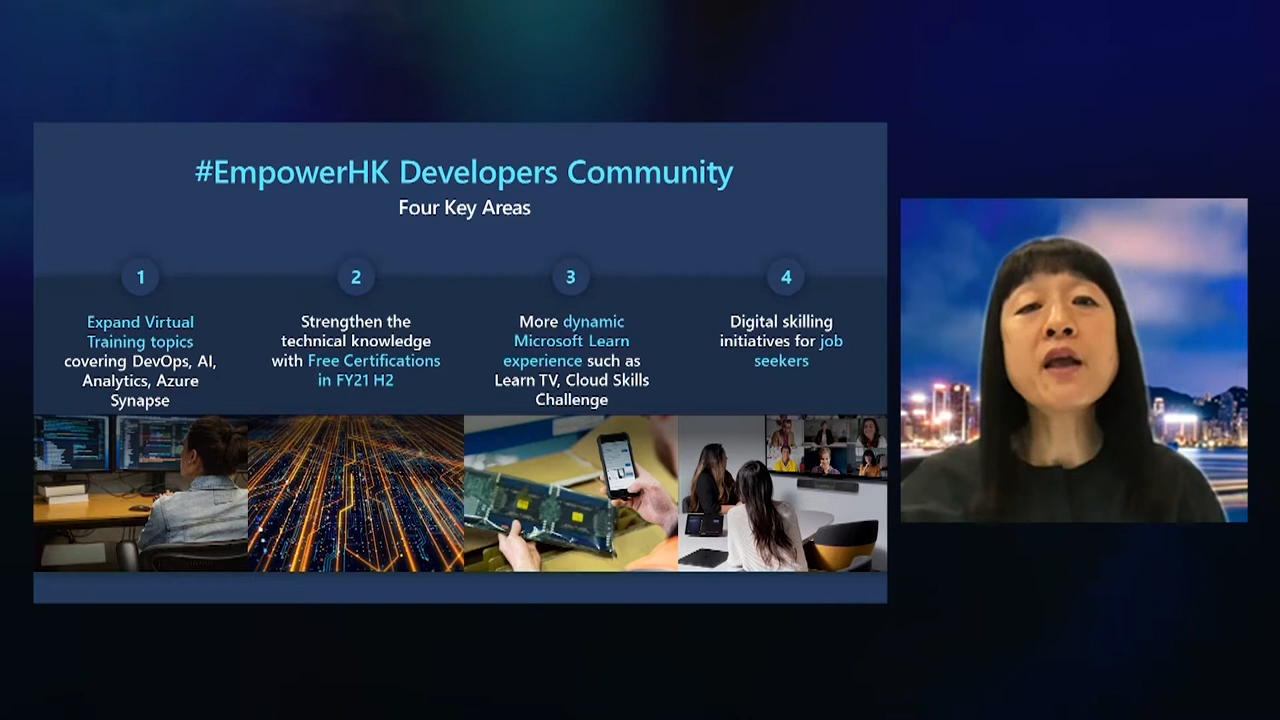 #EmpowerHK Developers Community
Four Key Areas
1
Expand Virtual
Training topics
covering DevOps, AI,
Analytics, Azure
Synapse
2
Strengthen the
technical knowledge
with Free Certifications
in FY21 H2
3
More dynamic
Microsoft Learn
experience such as
Learn TV, Cloud Skills
Challenge
4
Digital skilling
initiatives for job
seekers